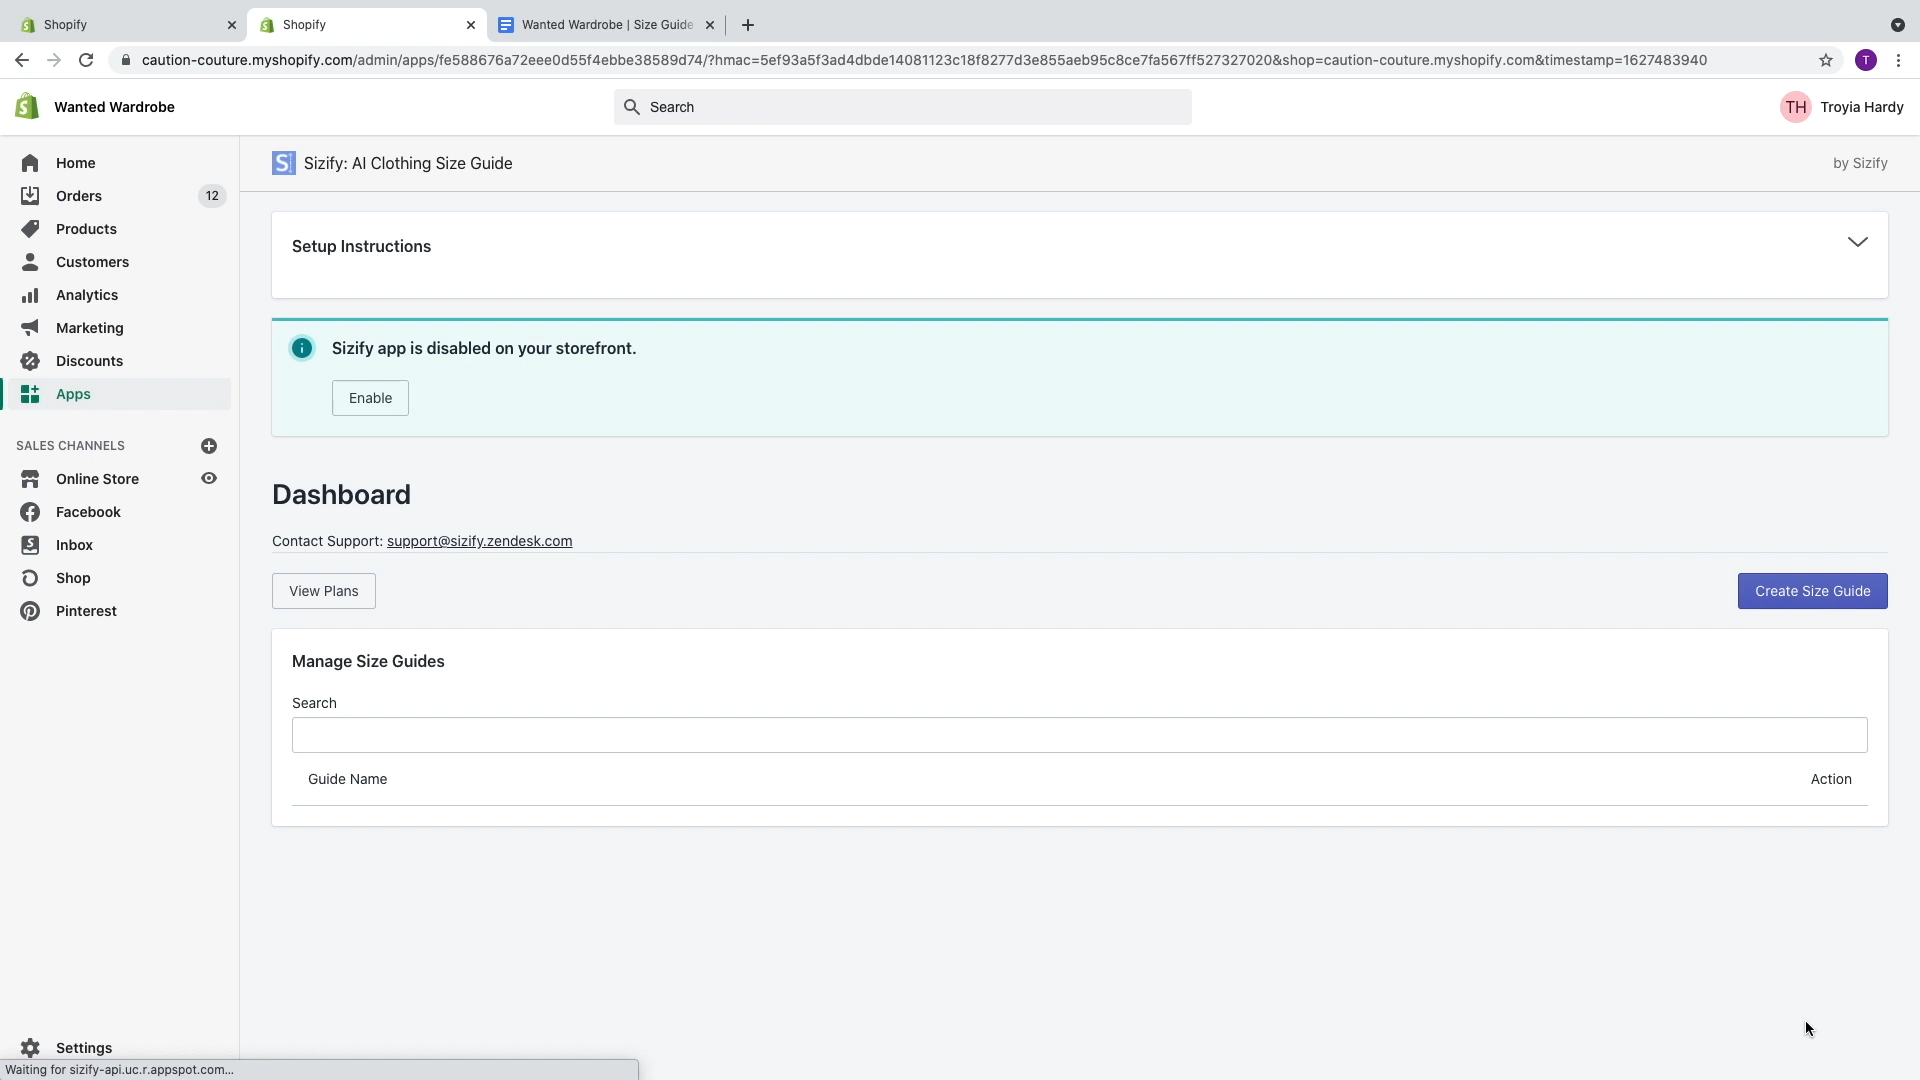 Shopify
Shopify
Wanted Wardrobe | Size Guide
caution-couture.myshopify.com/admin/apps/fe588676a72eee0d55f4ebbe38589d74/?hmac=5ef93a5f3ad4dbde14081123c18f8277d3e855aeb95c8ce7fa567ff527327020&shop=caution-couture.myshopify.com&timestamp=1627483940
T
Wanted Wardrobe
Search
TH
Troyia Hardy
Home
Orders
12
Products
Customers
Analytics
Marketing
Discounts
Apps
SALES CHANNELS
Online Store
Facebook
Inbox
Shop
Pinterest
Settings
Sizify: AI Clothing Size Guide
by Sizify
Setup Instructions
Sizify app is disabled on your storefront.
Enable
Dashboard
Contact Support: support@sizify.zendesk.com
View Plans
Create Size Guide
Manage Size Guides
Search
Guide Name
Action
Waiting for sizify-api.uc.r.appspot.com...